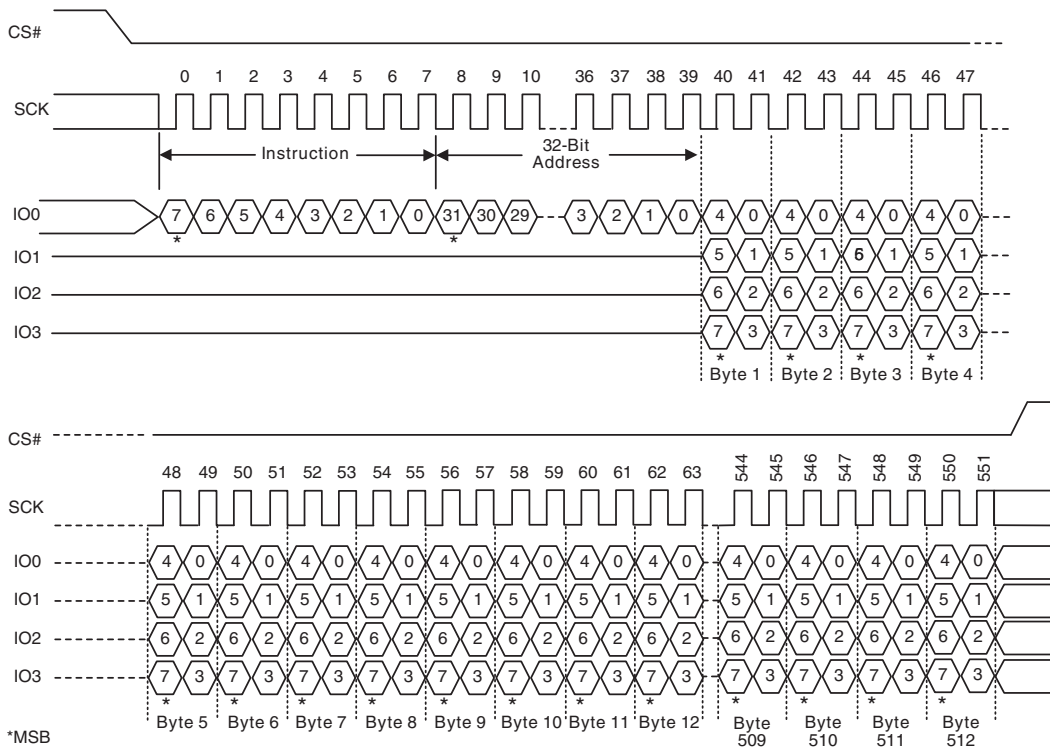 CS#
0 1 2 3 4 5 6 7 8 9 10 36 37 38 39 40 41 42 43 44 45 46 47
SCK
Instruction
32-Bit
Address
IO0 7 6 5 4 3 2 1 0 31 30 29 3 2 1 0 4 0 4 0 4 0 4 0
* *
IO1 5 1 5 1 6 1 5 1
IO2 6 2 6 2 6 2 6 2
IO3 7 3 7 3 7 3 7 3
* * * *
Byte 1 Byte 2 Byte 3 Byte 4
CS#
48 49 50 51 52 53 54 55 56 57 58 59 60 61 62 63 544 545 546 547 548 549 550 551
SCK
IO0 4 0 4 0 4 0 4 0 4 0 4 0 4 0 4 0 4 0 4 0 4 0 4 0
IO1 5 1 5 1 5 1 5 1 5 1 5 1 5 1 5 1 5 1 5 1 5 1 5 1
IO2 6 2 6 2 6 2 6 2 6 2 6 2 6 2 6 2 6 2 6 2 6 2 6 2
IO3 7 3 7 3 7 3 7 3 7 3 7 3 7 3 7 3 7 3 7 3 7 3 7 3
* * * * * * * * * * * *
Byte 5 Byte 6 Byte 7 Byte 8 Byte 9 Byte 10 Byte 11 Byte 12 Byte Byte Byte Byte
509 510 511 512
*MSB